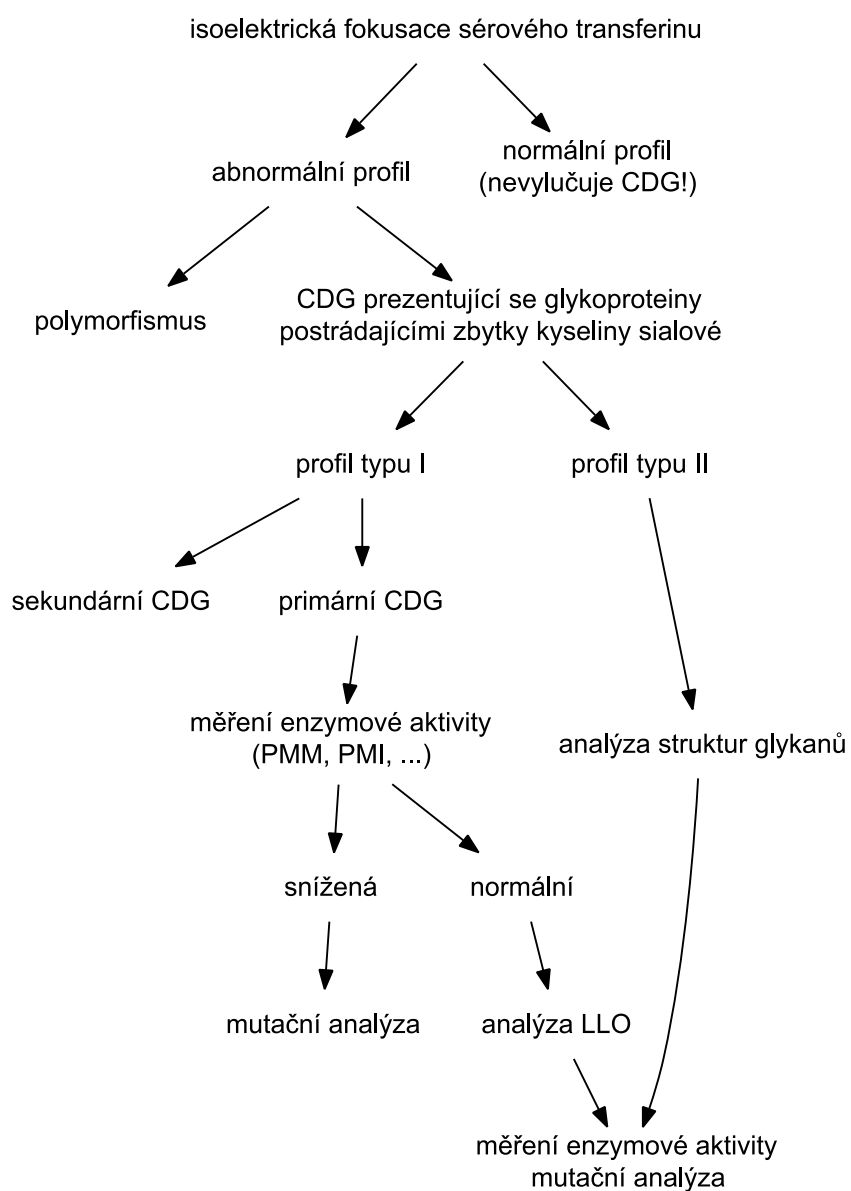 isoelektrická fokusace sérového transferinu
normální profil
(nevylučuje CDG!)
abnormální profil
polymorfismus
CDG prezentující se glykoproteiny
postrádajícími zbytky kyseliny sialové
profil typu I
profil typu II
sekundární CDG
primární CDG
měření enzymové aktivity
(PMM, PMI, ...)
analýza struktur glykanů
snížená
normální
mutační analýza
analýza LLO
měření enzymové aktivity
mutační analýza